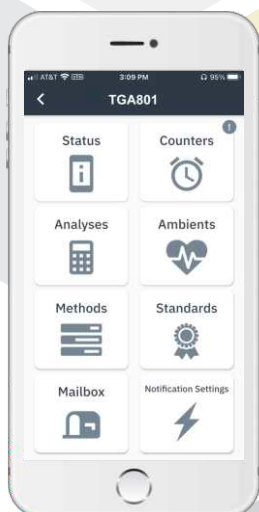 AT&T 3:09 PM 95%
TGA801
Status Counters
Analyses Ambients
Methods Standards
Mailbox Notification Settings